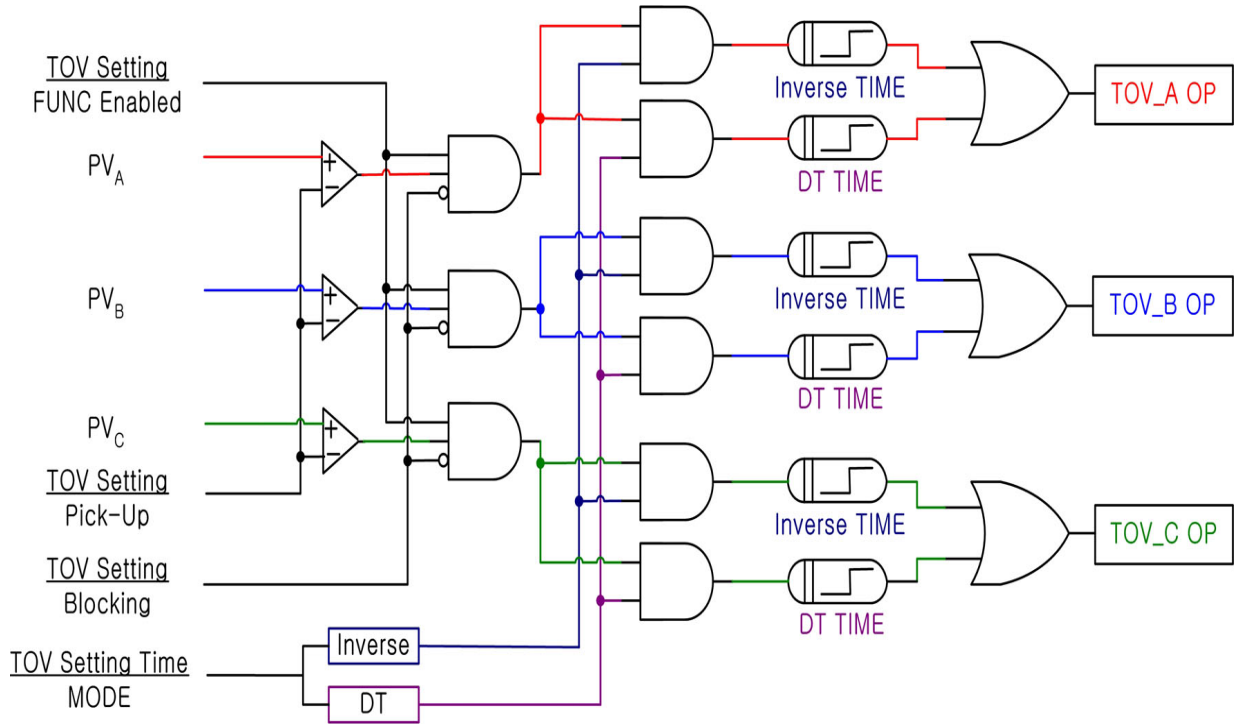 TOV Setting
FUNC Enabled
PVA
PVB
PVC
TOV Setting
Pick-Up
TOV Setting
Blocking
TOV Setting Time
MODE
+
−
+
−
+
−
Inverse
DT
Inverse TIME
DT TIME
Inverse TIME
DT TIME
Inverse TIME
DT TIME
TOV_A OP
TOV_B OP
TOV_C OP